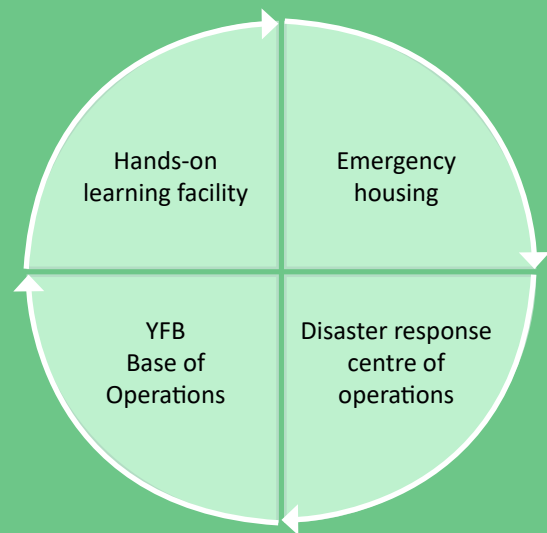 Hands-on
learning facility
Emergency
housing
YFB
Base of
Operations
Disaster response
centre of
operations